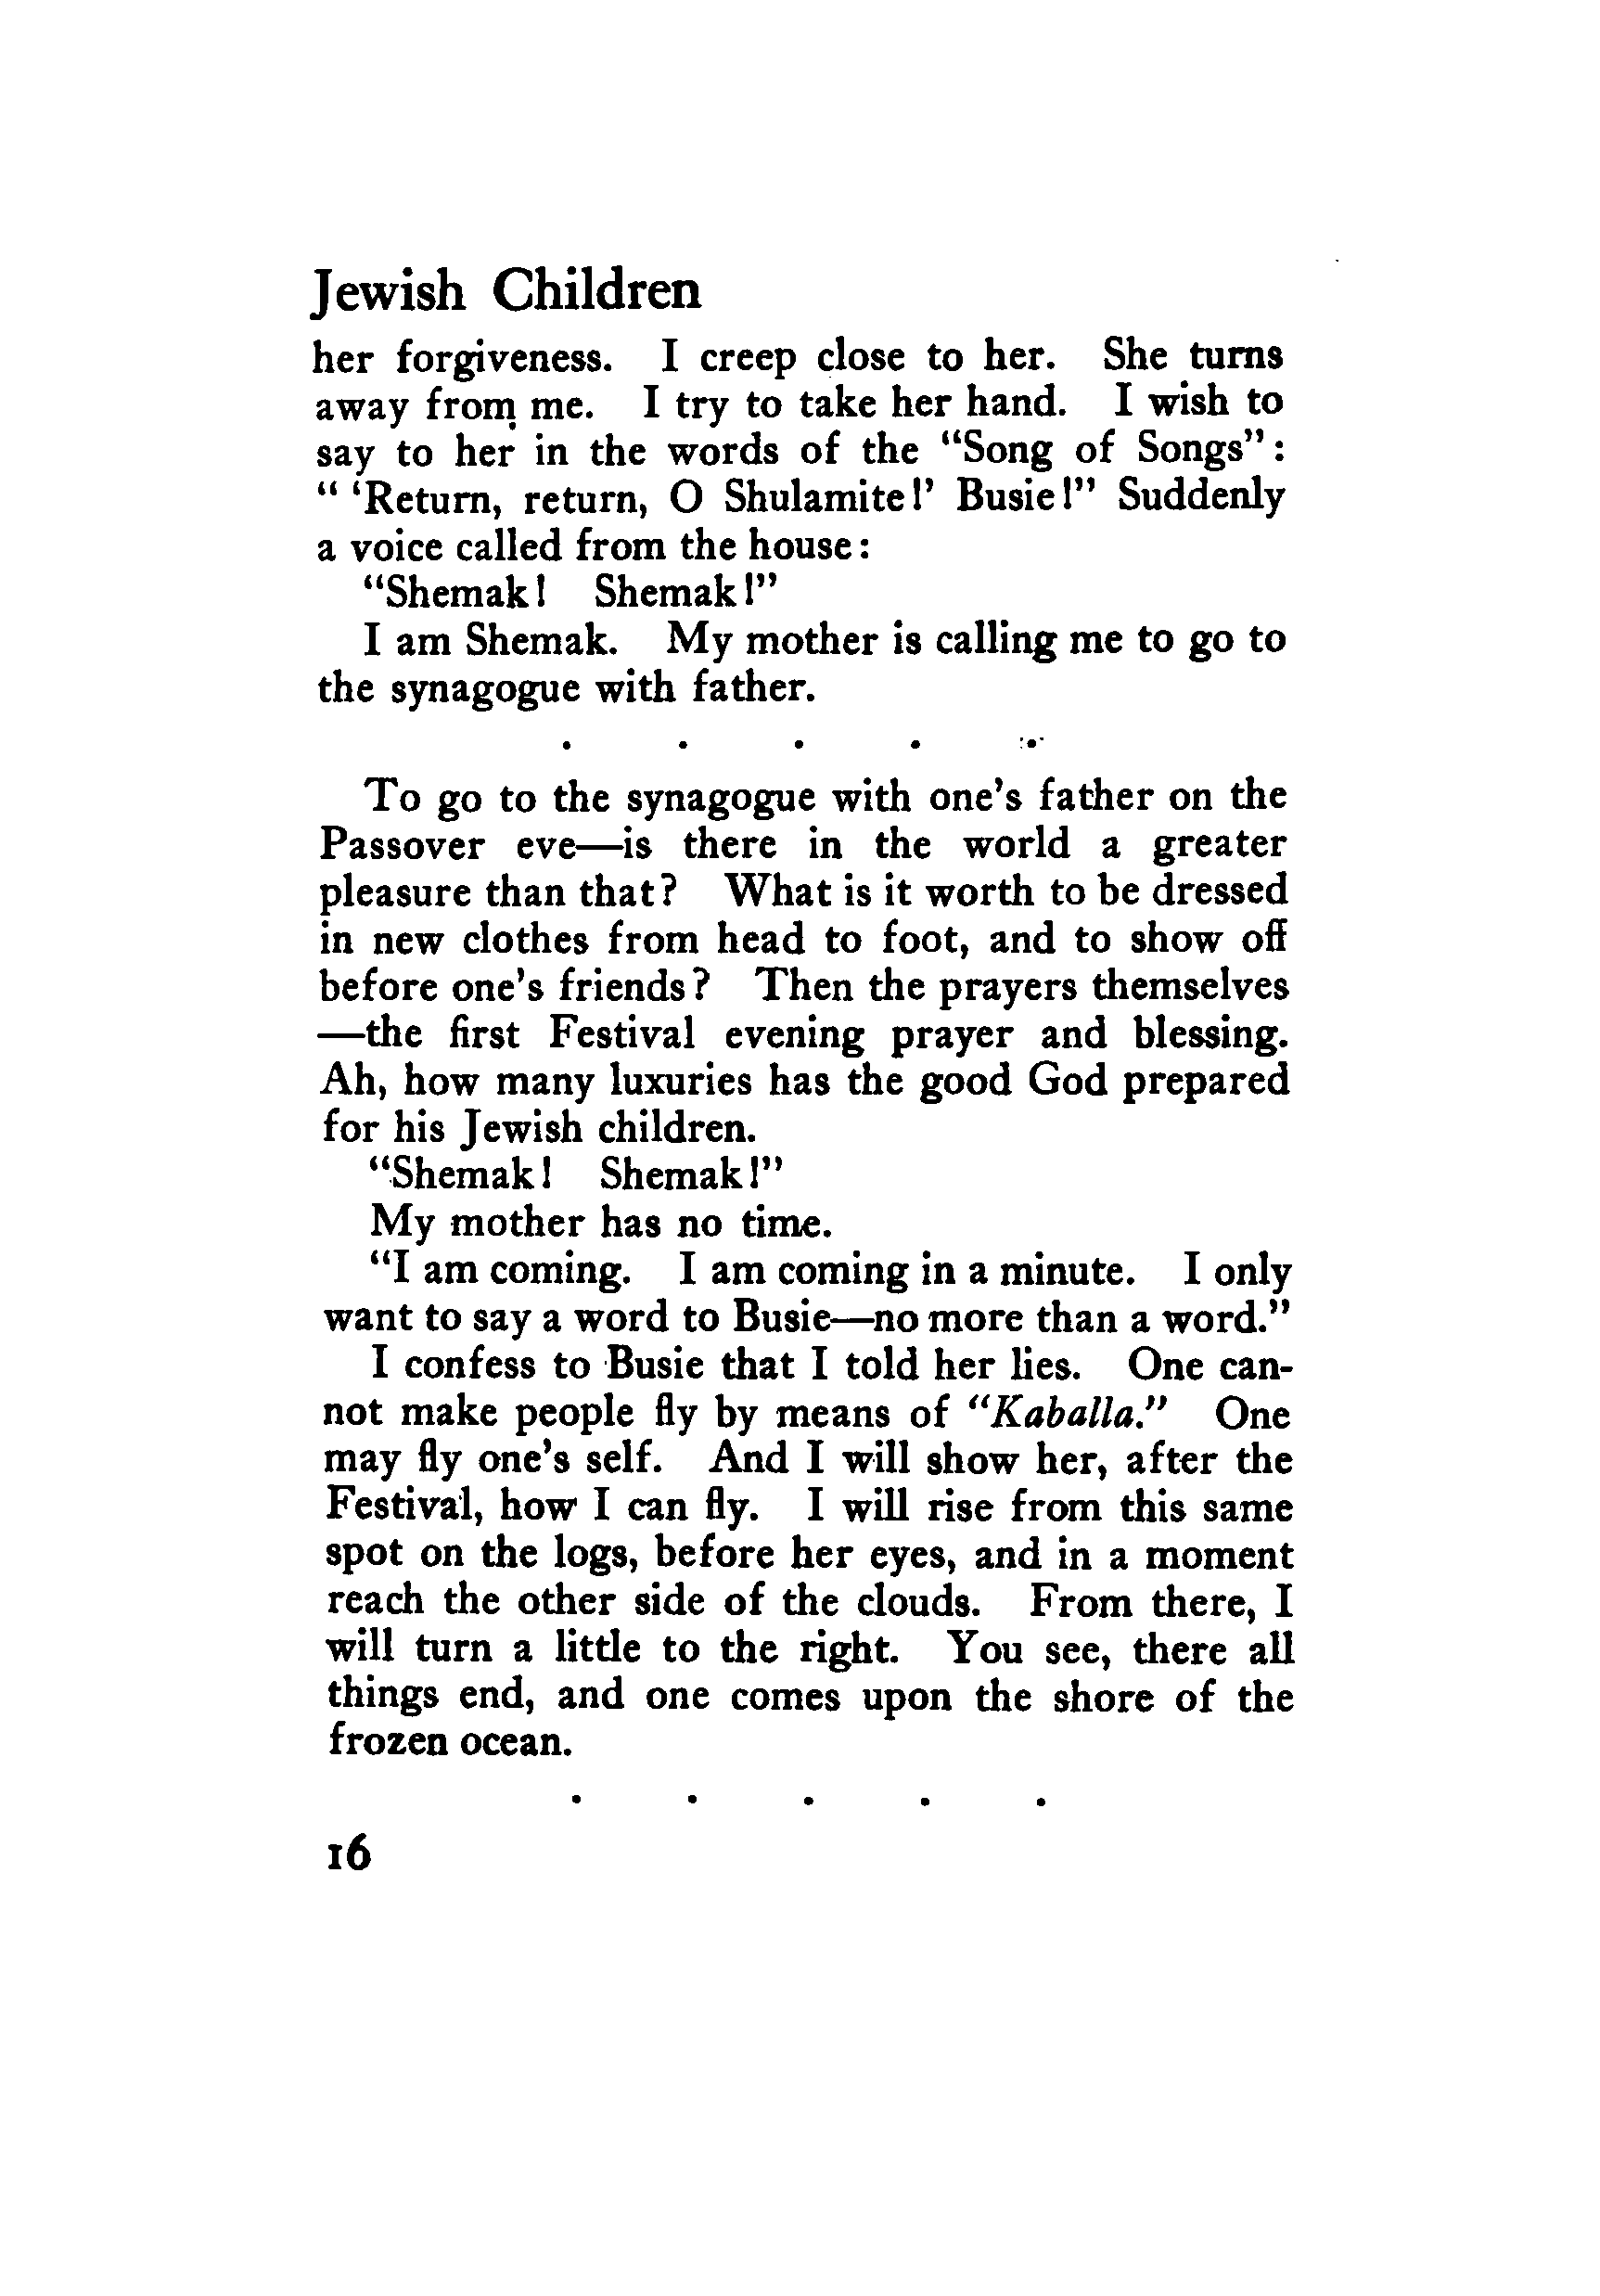 Jewish Children
her forgiveness. I creep close to her. She turns
away from me. I try to take her hand. I wish to
say to her in the words of the “Song of Songs”:
“ ‘Return, return, O Shulamite!’ Busie!” Suddenly
a voice called from the house:
“Shemak! Shemak!”
I am Shemak. My mother is calling me to go to
the synagogue with father.
. . . . .
To go to the synagogue with one’s father on the
Passover eve—is there in the world a greater
pleasure than that? What is it worth to be dressed
in new clothes from head to foot, and to show off
before one’s friends? Then the prayers themselves
—the first Festival evening prayer and blessing.
Ah, how many luxuries has the good God prepared
for his Jewish children.
“Shemak! Shemak!”
My mother has no time.
“I am coming. I am coming in a minute. I only
want to say a word to Busie—no more than a word.”
I confess to Busie that I told her lies. One can-
not make people fly by means of “Kaballa.” One
may fly one’s self. And I will show her, after the
Festival, how I can fly. I will rise from this same
spot on the logs, before her eyes, and in a moment
reach the other side of the clouds. From there, I
will turn a little to the right. You see, there all
things end, and one comes upon the shore of the
frozen ocean.
. . . . .
16